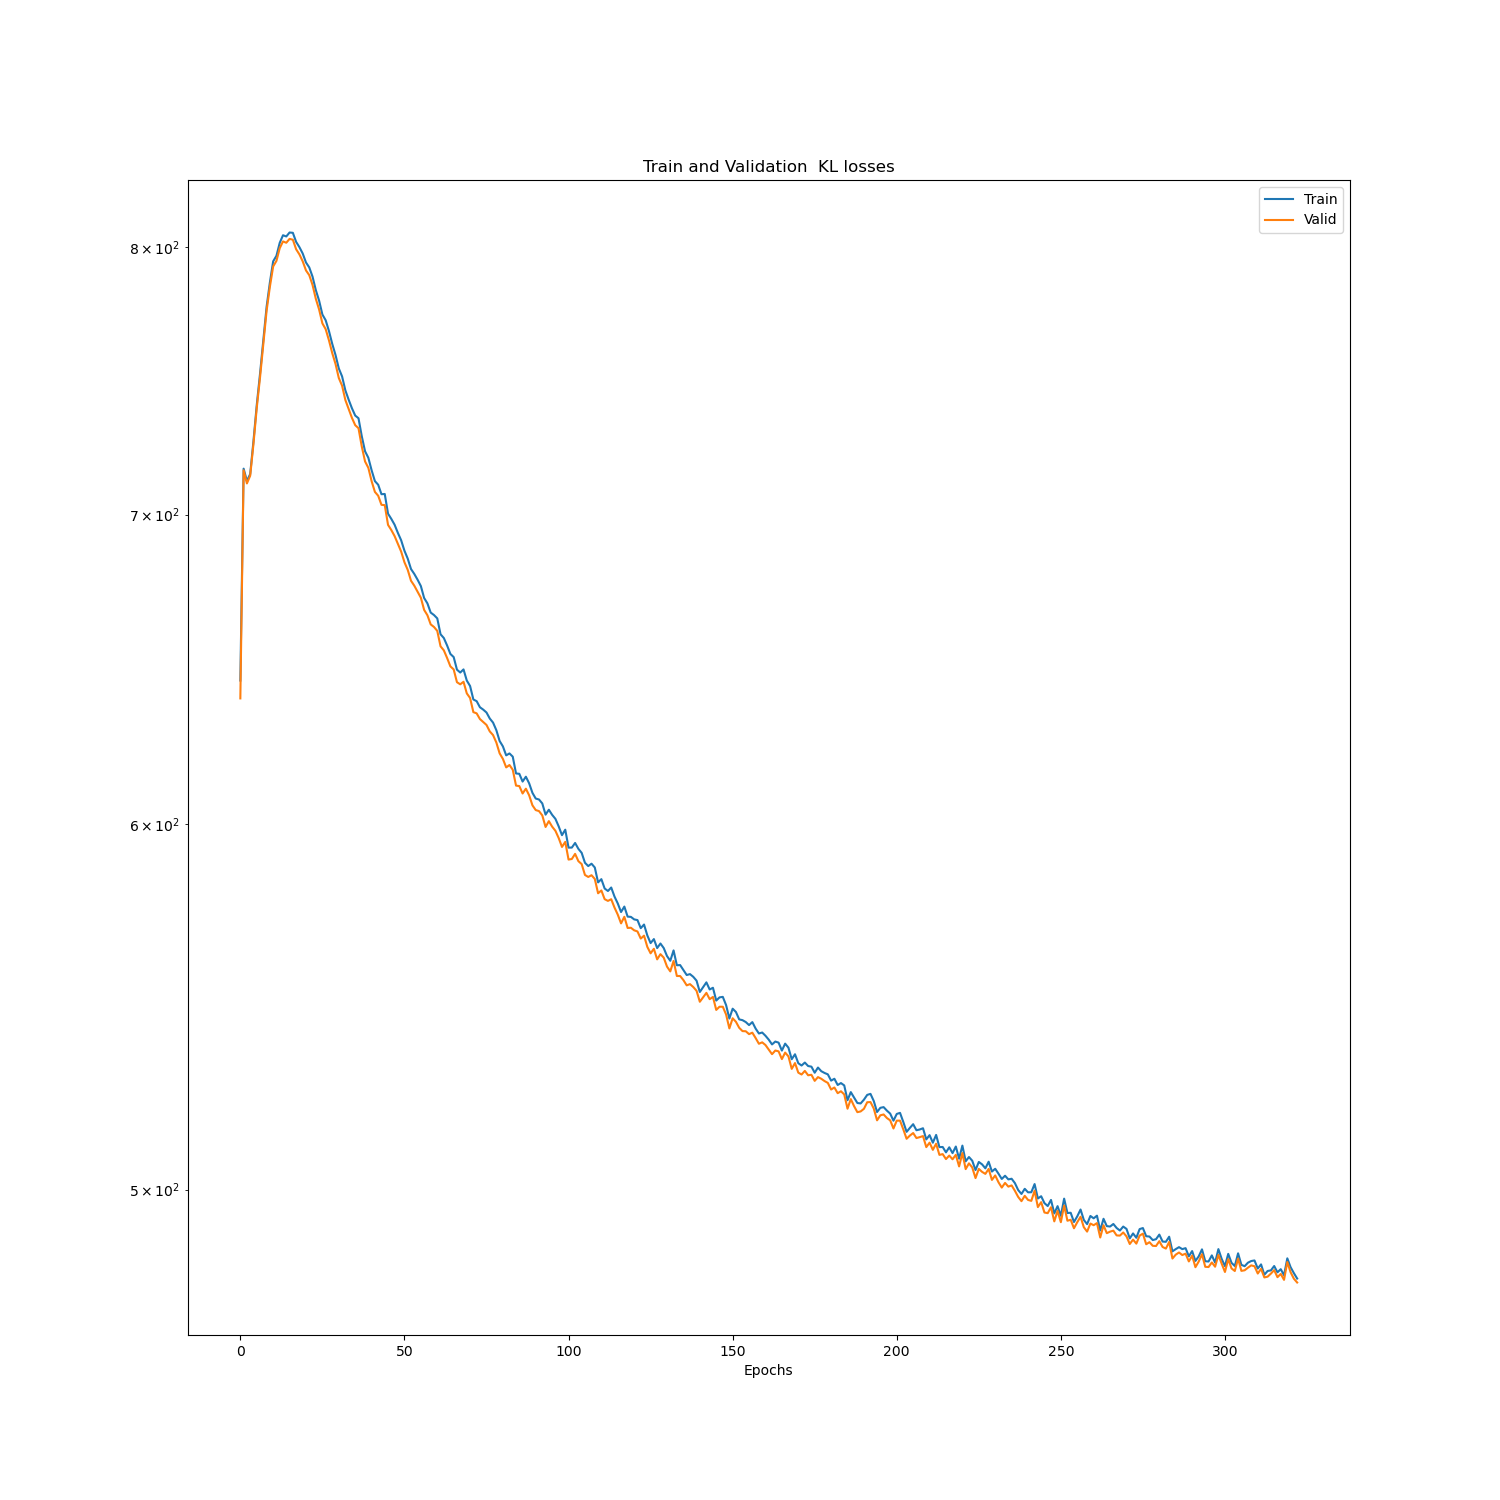 Train and Validation  KL losses
Train
Valid
8 × 10²
7 × 10²
6 × 10²
5 × 10²
0 50 100 150 200 250 300
Epochs